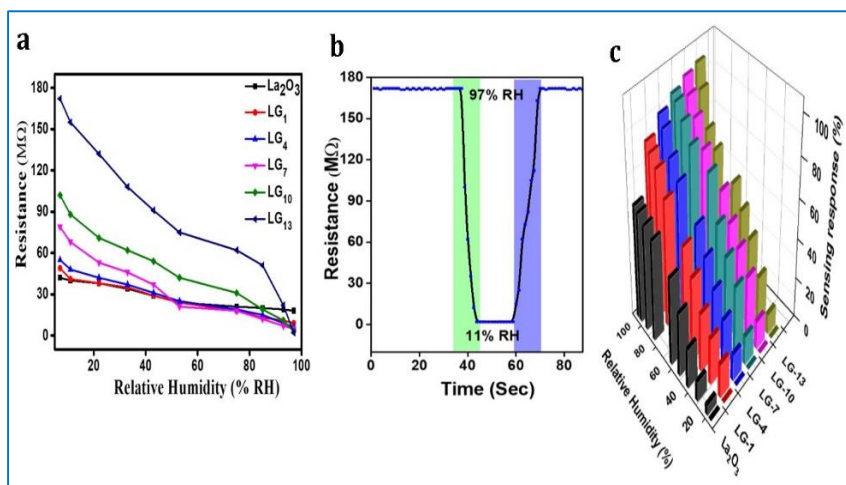 a
180
150
120
90
60
30
0
Resistance (MΩ)
La₂O₃
LG₁
LG₄
LG₇
LG₁₀
LG₁₃
20 40 60 80 100
Relative Humidity (% RH)
b
180
150
120
90
60
30
0
Resistance (MΩ)
97% RH
11% RH
0 20 40 60 80
Time (Sec)
c
100
80
60
40
20
0
Sensing response (%)
100
80
60
40
20
Relative Humidity (%)
La₂O₃
LG-1
LG-4
LG-7
LG-10
LG-13